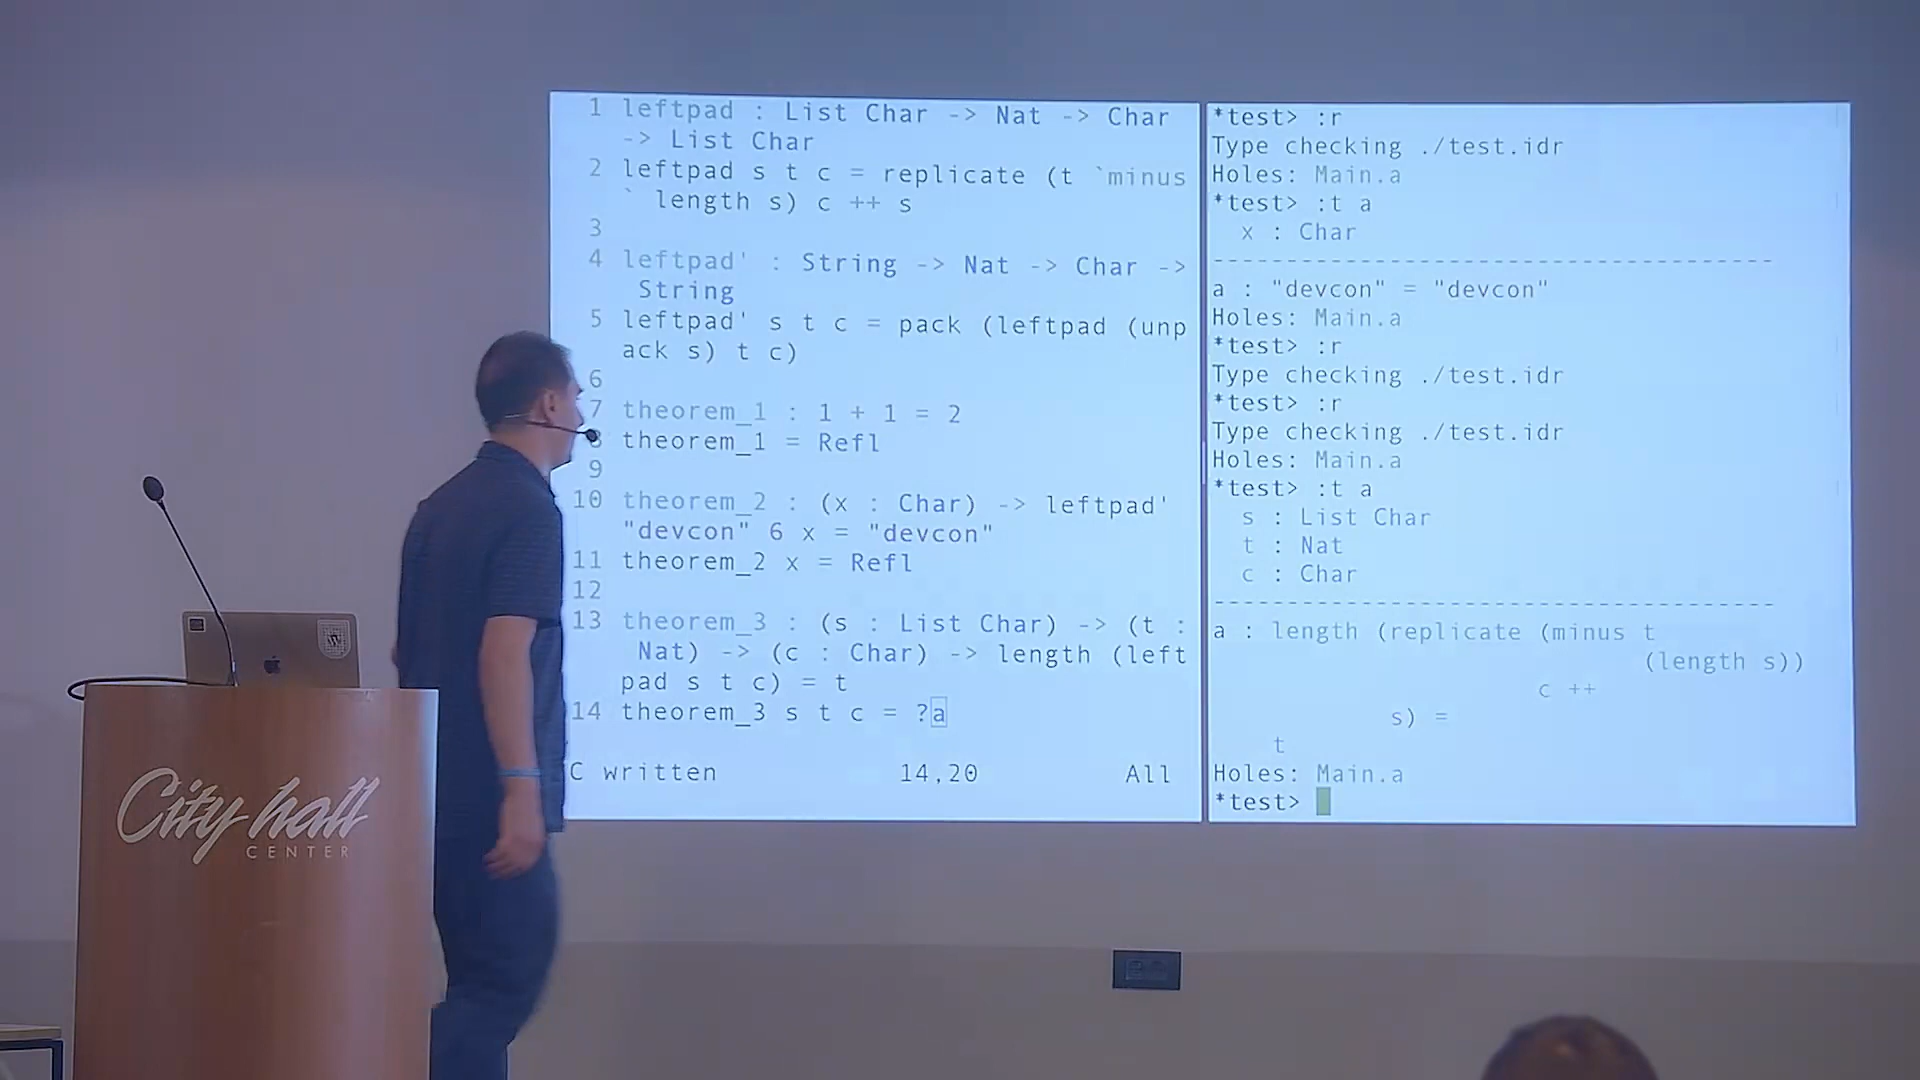 1 leftpad : List Char -> Nat -> Char
-> List Char
2 leftpad s t c = replicate (t `minus
` length s) c ++ s
3
4 leftpad' : String -> Nat -> Char ->
String
5 leftpad' s t c = pack (leftpad (unp
ack s) t c)
6
7 theorem_1 : 1 + 1 = 2
8 theorem_1 = Refl
9
10 theorem_2 : (x : Char) -> leftpad'
"devcon" 6 x = "devcon"
11 theorem_2 x = Refl
12
13 theorem_3 : (s : List Char) -> (t :
Nat) -> (c : Char) -> length (left
pad s t c) = t
14 theorem_3 s t c = ?a
C written 14,20 All
*test> :r
Type checking ./test.idr
Holes: Main.a
*test> :t a
x : Char
--------------------------------------
a : "devcon" = "devcon"
Holes: Main.a
*test> :r
Type checking ./test.idr
*test> :r
Type checking ./test.idr
Holes: Main.a
*test> :t a
s : List Char
t : Nat
c : Char
--------------------------------------
a : length (replicate (minus t
(length s))
c ++
s) =
t
Holes: Main.a
*test>
City hall
CENTER